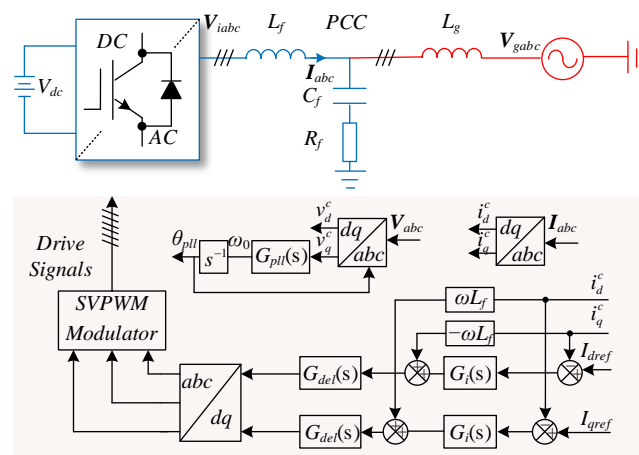 V_iabc L_f PCC L_g
DC
V_dc
AC
I_abc
C_f
R_f
V_gabc
Drive
Signals
θ_pll s⁻¹ ω₀ G_pll(s) v_d^c v_q^c dq abc V_abc
i_d^c i_q^c dq abc I_abc
ωL_f i_d^c
−ωL_f i_q^c
SVPWM
Modulator
abc dq
G_del(s) G_i(s) I_dref
G_del(s) G_i(s) I_qref